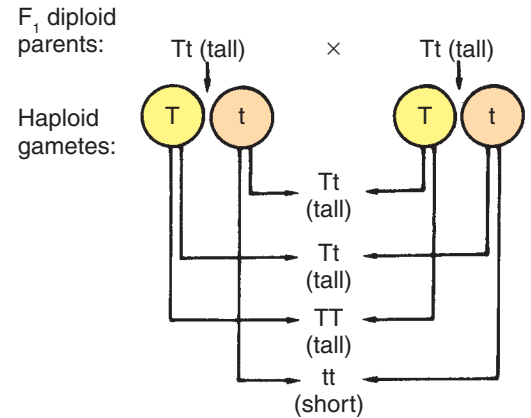 F₁ diploid
parents:
Tt (tall) × Tt (tall)
Haploid
gametes:
T t T t
Tt
(tall)
Tt
(tall)
TT
(tall)
tt
(short)